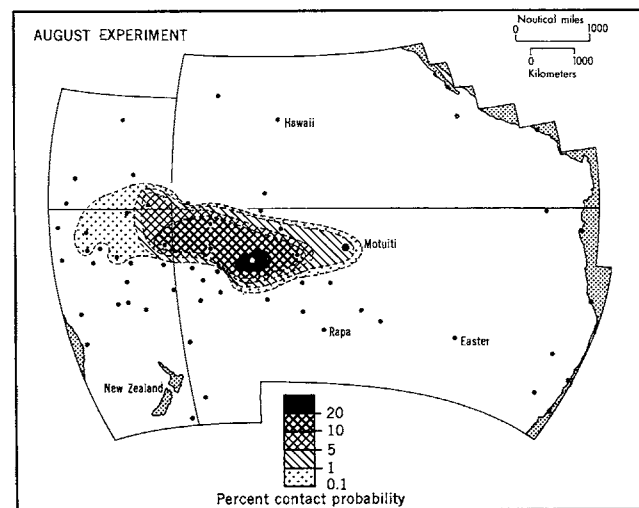 AUGUST EXPERIMENT
Nautical miles
0 1000
0 1000
Kilometers
Hawaii
Motuiti
Rapa
Easter
New Zealand
20
10
5
1
0.1
Percent contact probability